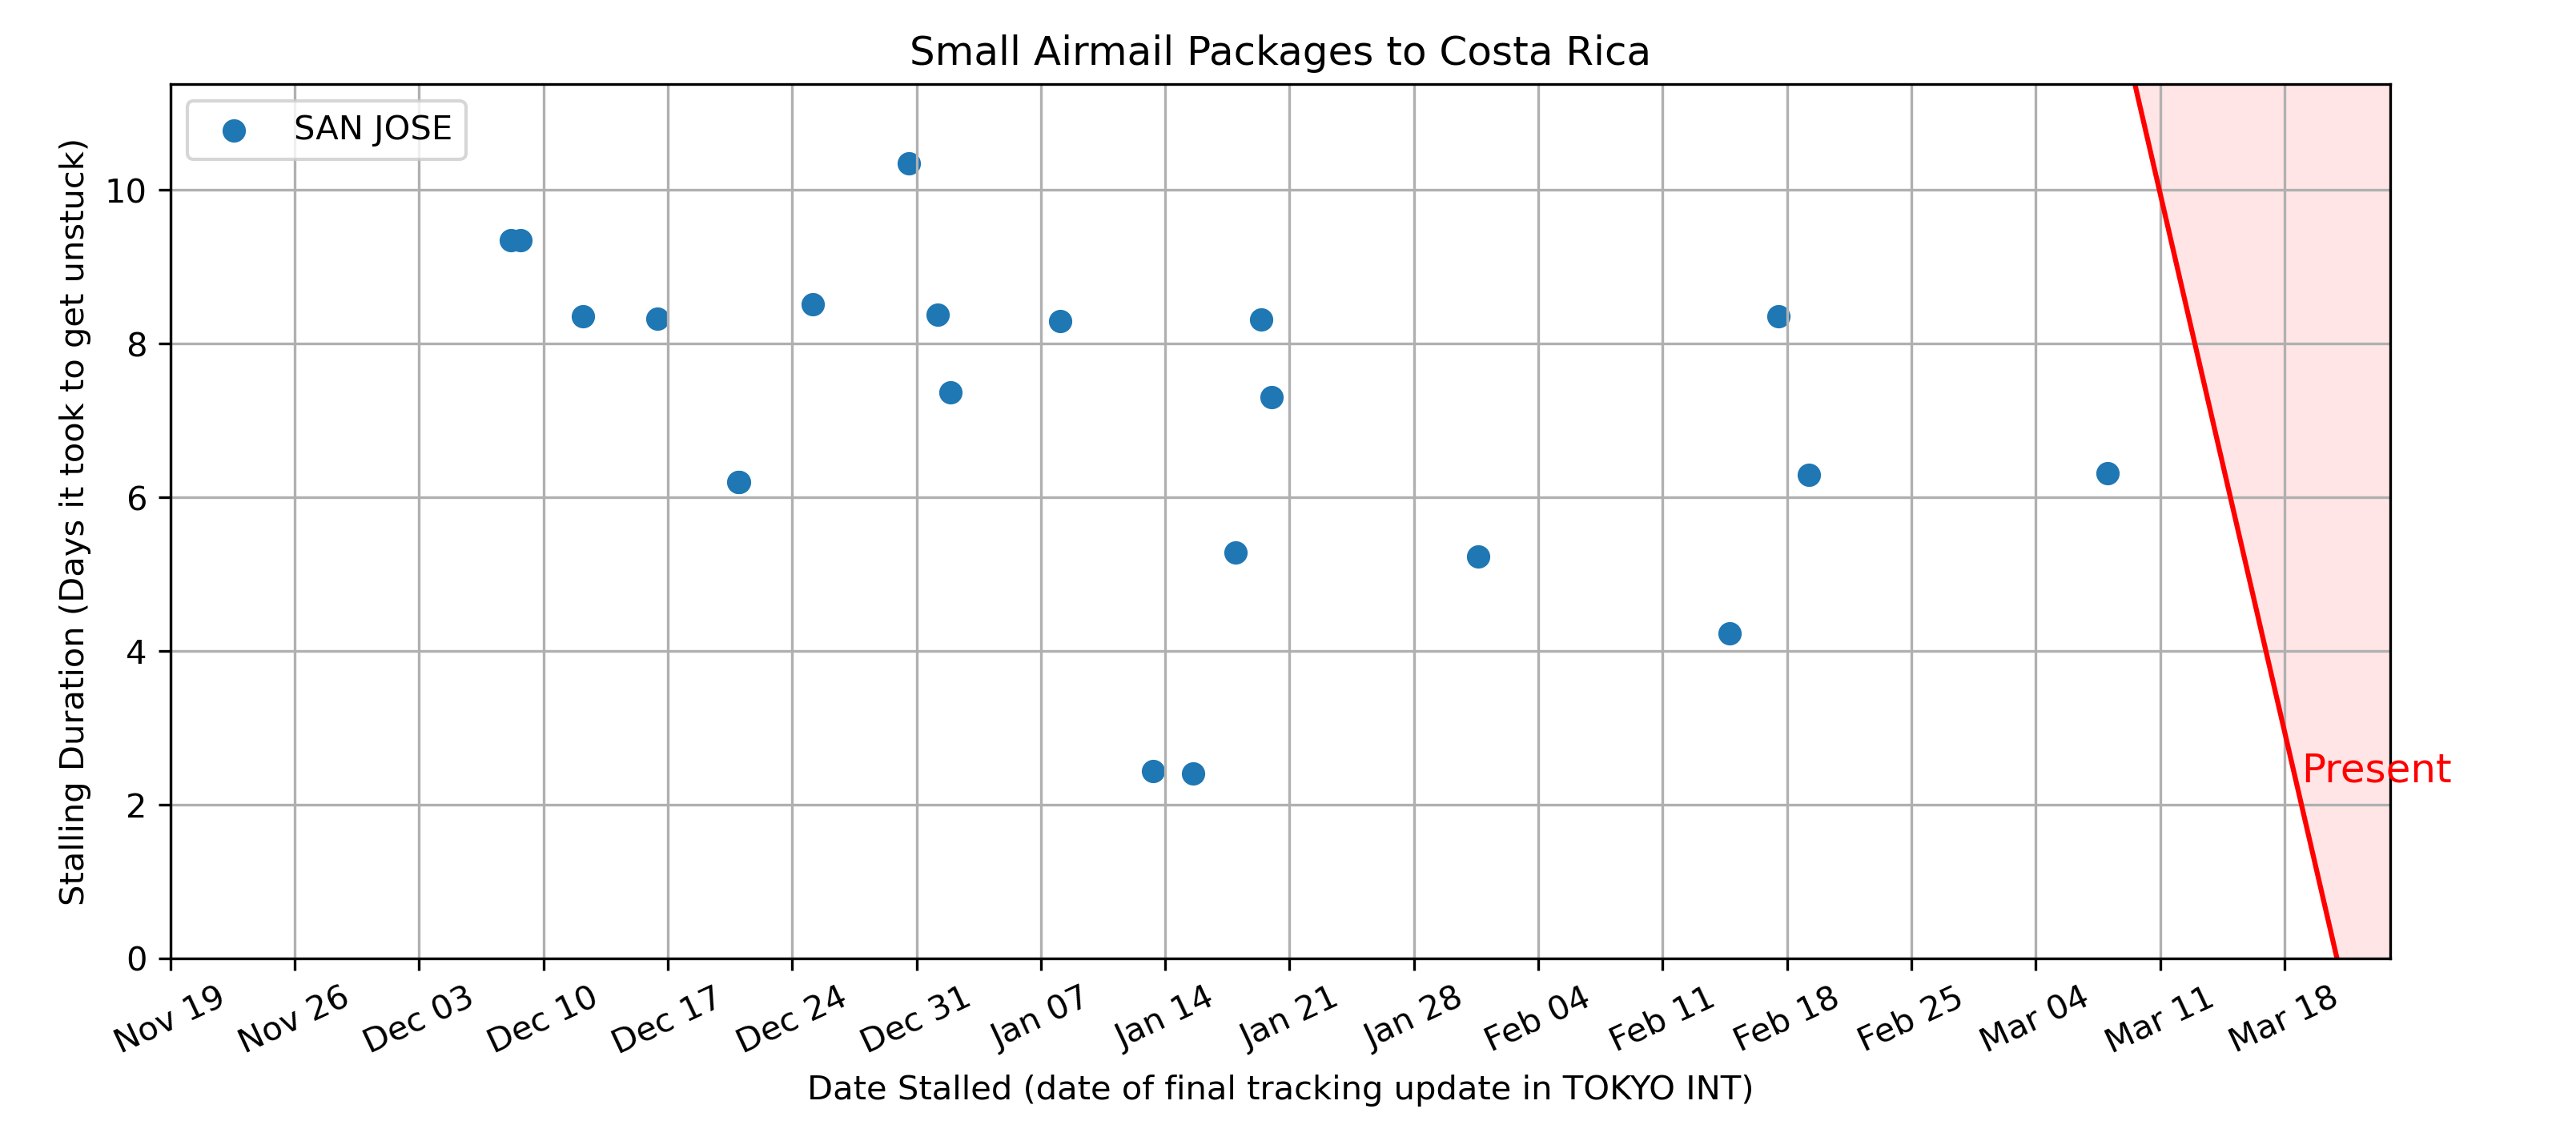 Small Airmail Packages to Costa Rica
SAN JOSE
Stalling Duration (Days it took to get unstuck)
10
8
6
4
2
0
Present
Nov 19 Nov 26 Dec 03 Dec 10 Dec 17 Dec 24 Dec 31 Jan 07 Jan 14 Jan 21 Jan 28 Feb 04 Feb 11 Feb 18 Feb 25 Mar 04 Mar 11 Mar 18
Date Stalled (date of final tracking update in TOKYO INT)